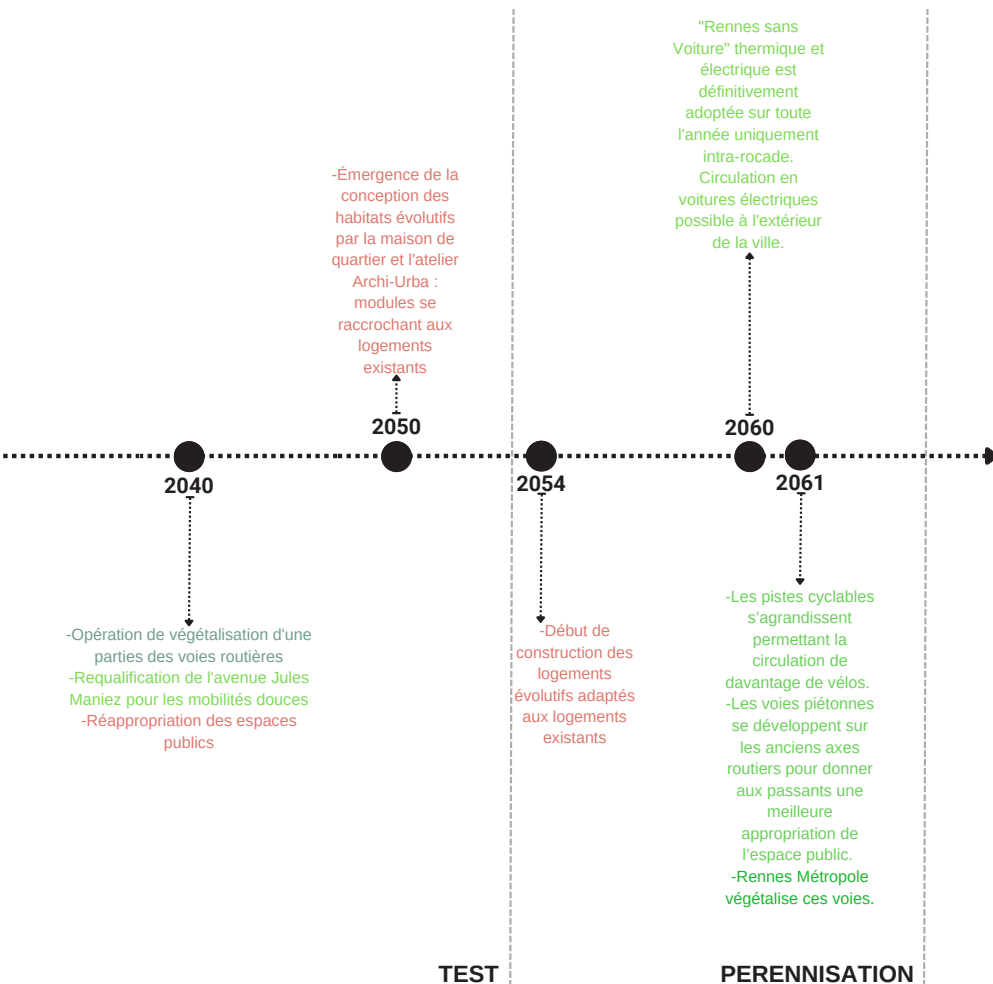 "Rennes sans
Voiture" thermique et
électrique est
définitivement
adoptée sur toute
l'année uniquement
intra-rocade.
Circulation en
voitures électriques
possible à l'extérieur
de la ville.
-Émergence de la
conception des
habitats évolutifs
par la maison de
quartier et l'atelier
Archi-Urba :
modules se
raccrochant aux
logements
existants
2050
2060
2040
2054
2061
-Opération de végétalisation d'une
parties des voies routières
-Requalification de l'avenue Jules
Maniez pour les mobilités douces
-Réappropriation des espaces
publics
-Début de
construction des
logements
évolutifs adaptés
aux logements
existants
-Les pistes cyclables
s’agrandissent
permettant la
circulation de
davantage de vélos.
-Les voies piétonnes
se développent sur
les anciens axes
routiers pour donner
aux passants une
meilleure
appropriation de
l’espace public.
-Rennes Métropole
végétalise ces voies.
TEST
PERENNISATION